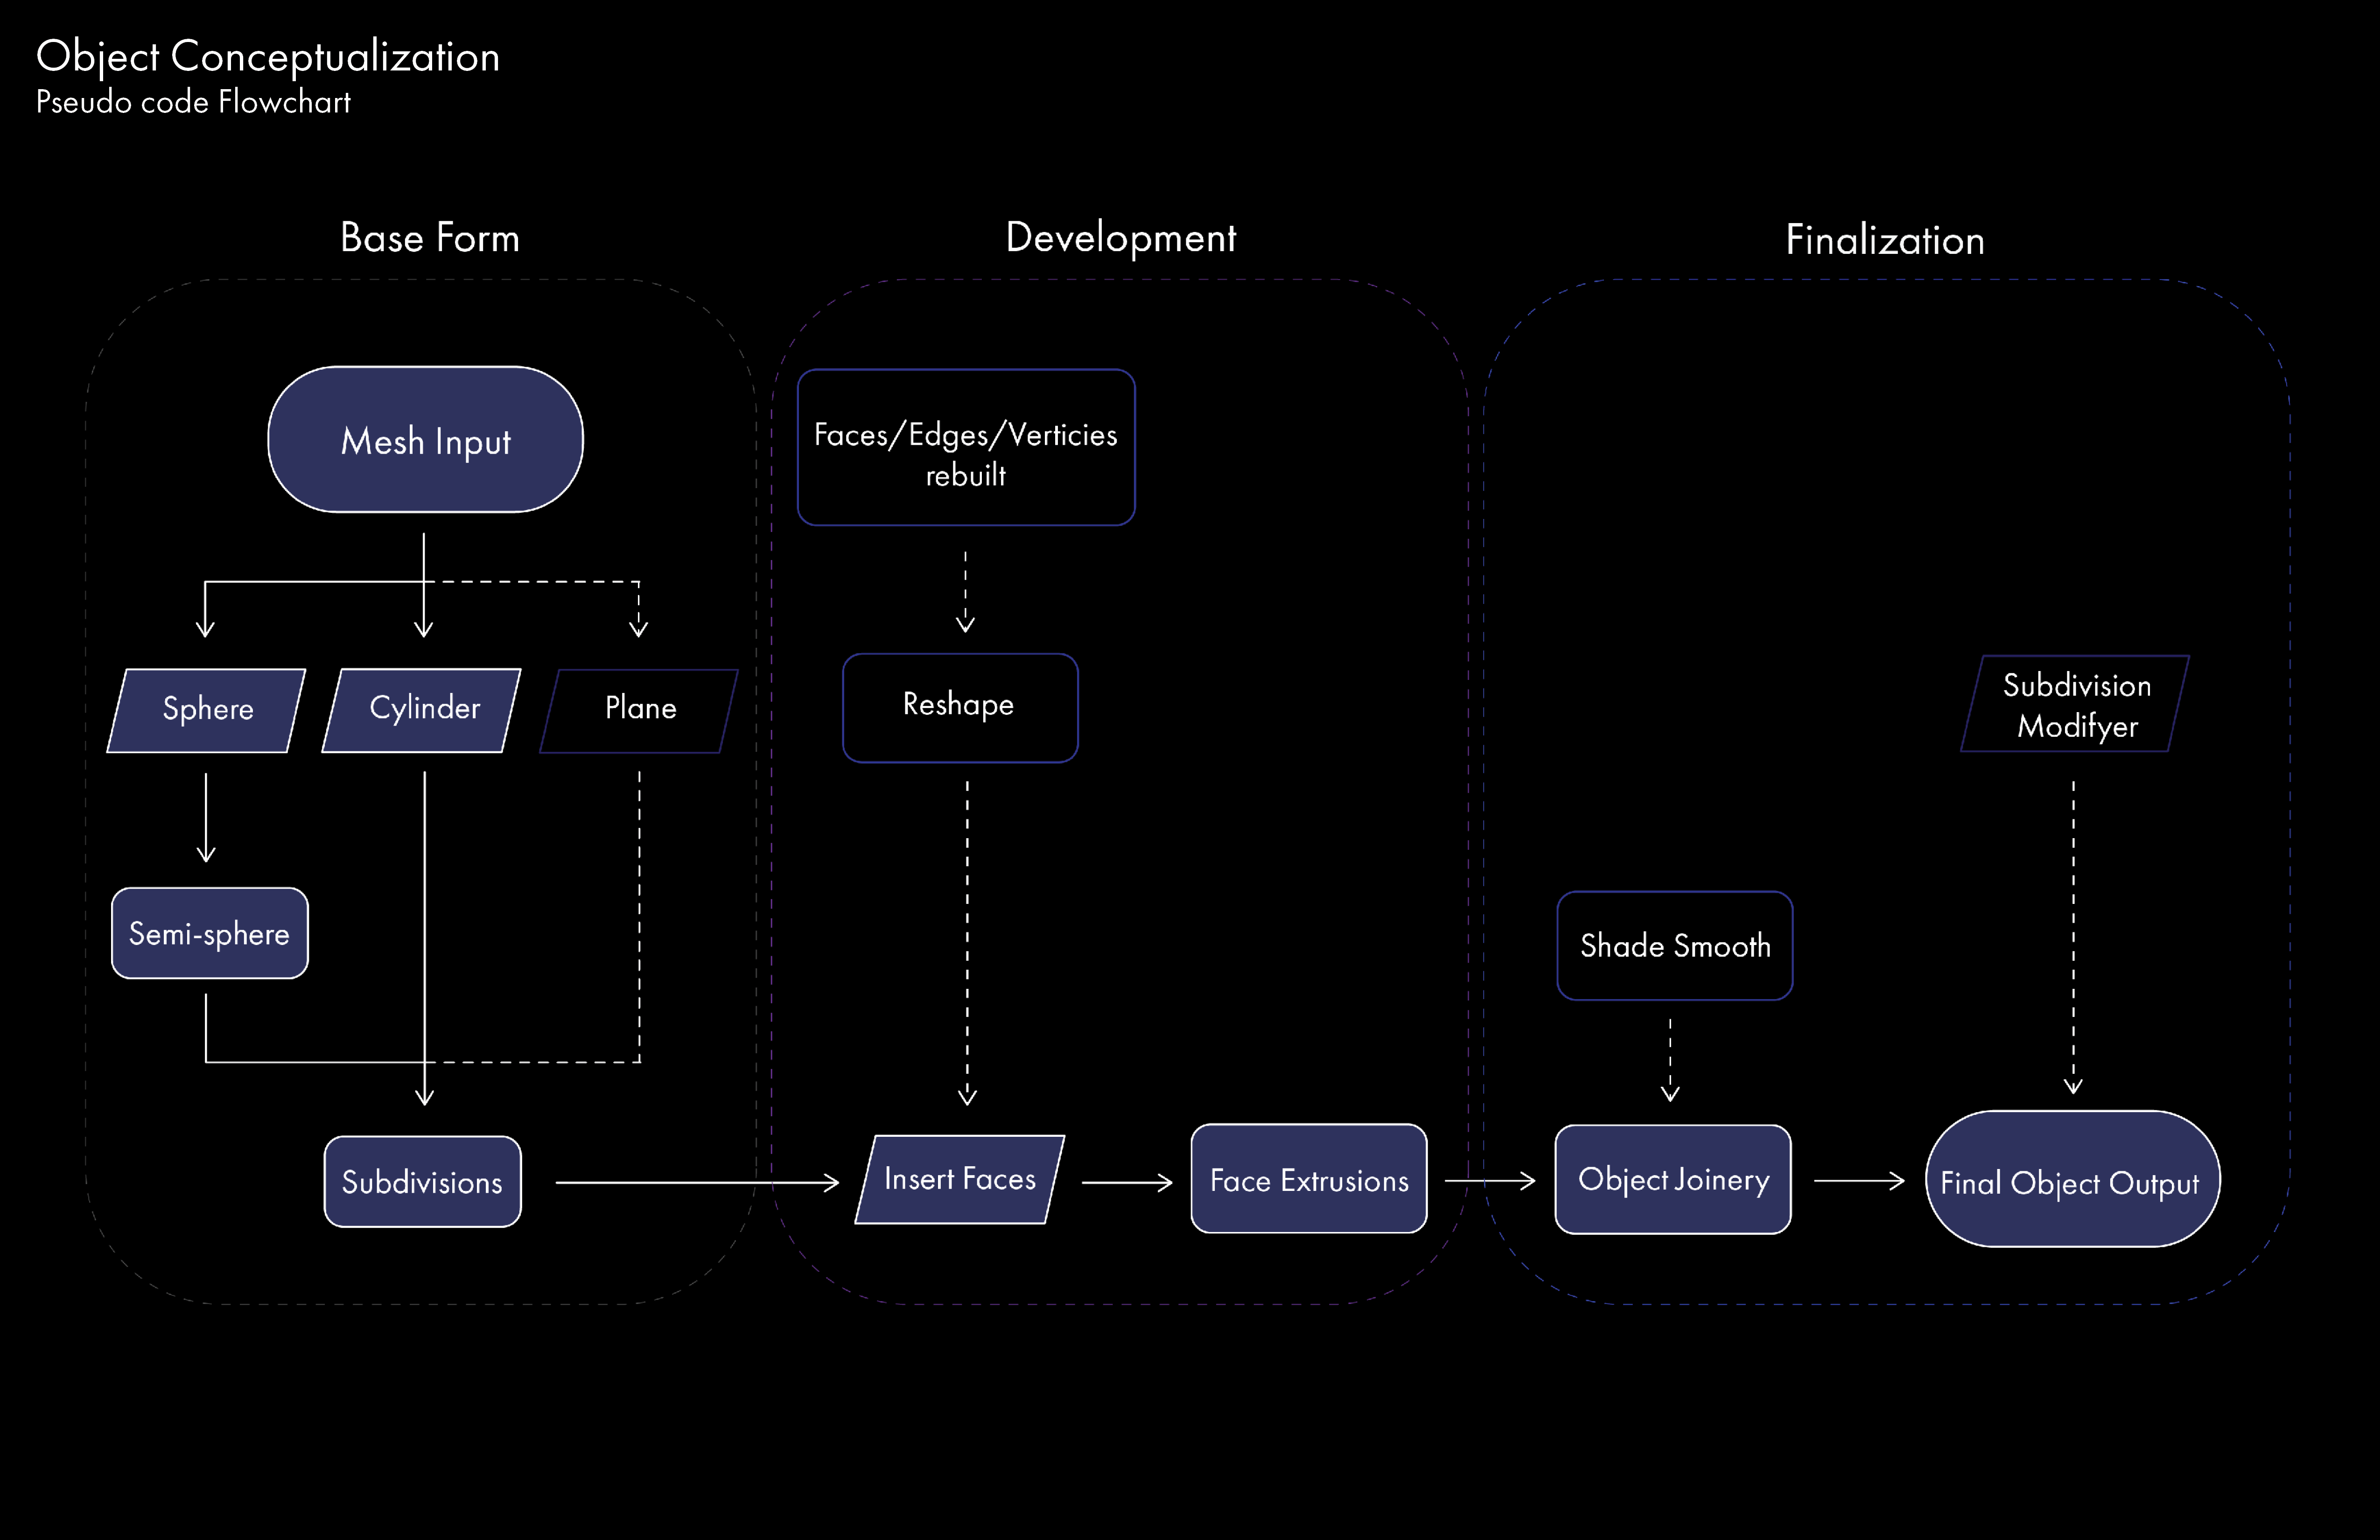 Object Conceptualization
Pseudo code Flowchart
Base Form
Mesh Input
Sphere
Cylinder
Plane
Semi-sphere
Subdivisions
Development
Faces/Edges/Verticies
rebuilt
Reshape
Insert Faces
Face Extrusions
Finalization
Subdivision
Modifyer
Shade Smooth
Object Joinery
Final Object Output